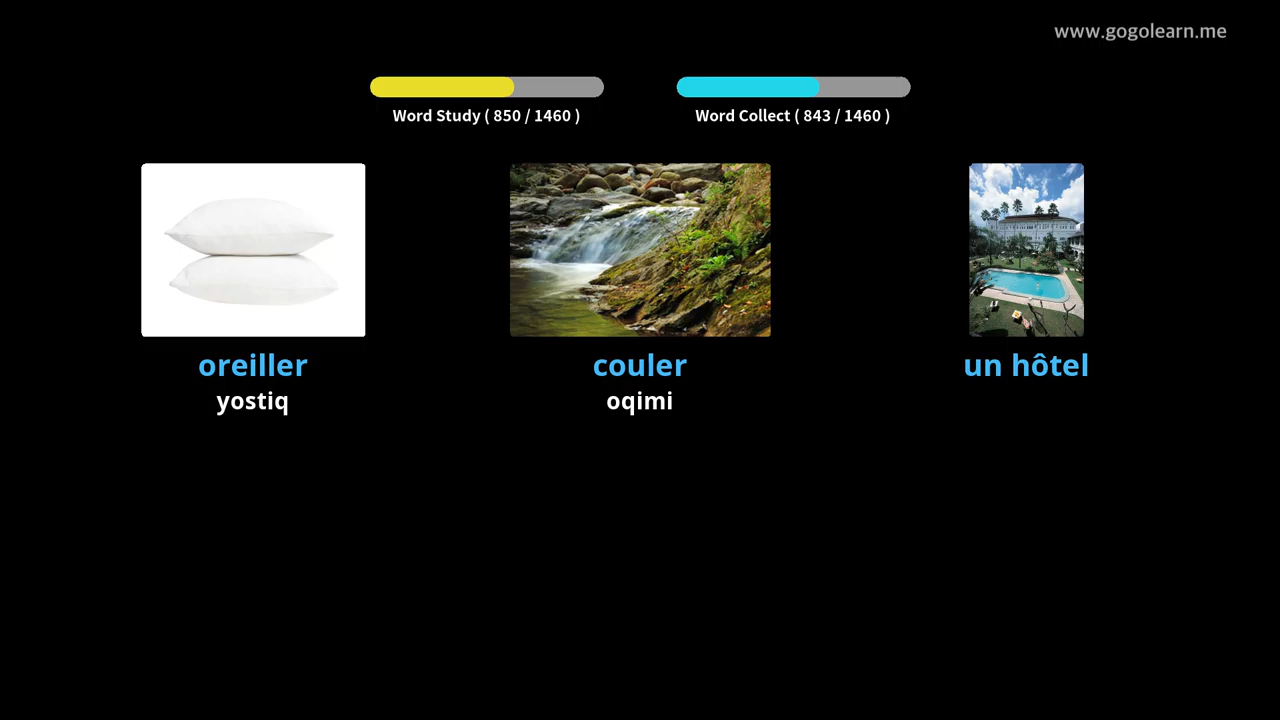 www.gogolearn.me
Word Study ( 850 / 1460 )
Word Collect ( 843 / 1460 )
oreiller
yostiq
couler
oqimi
un hôtel